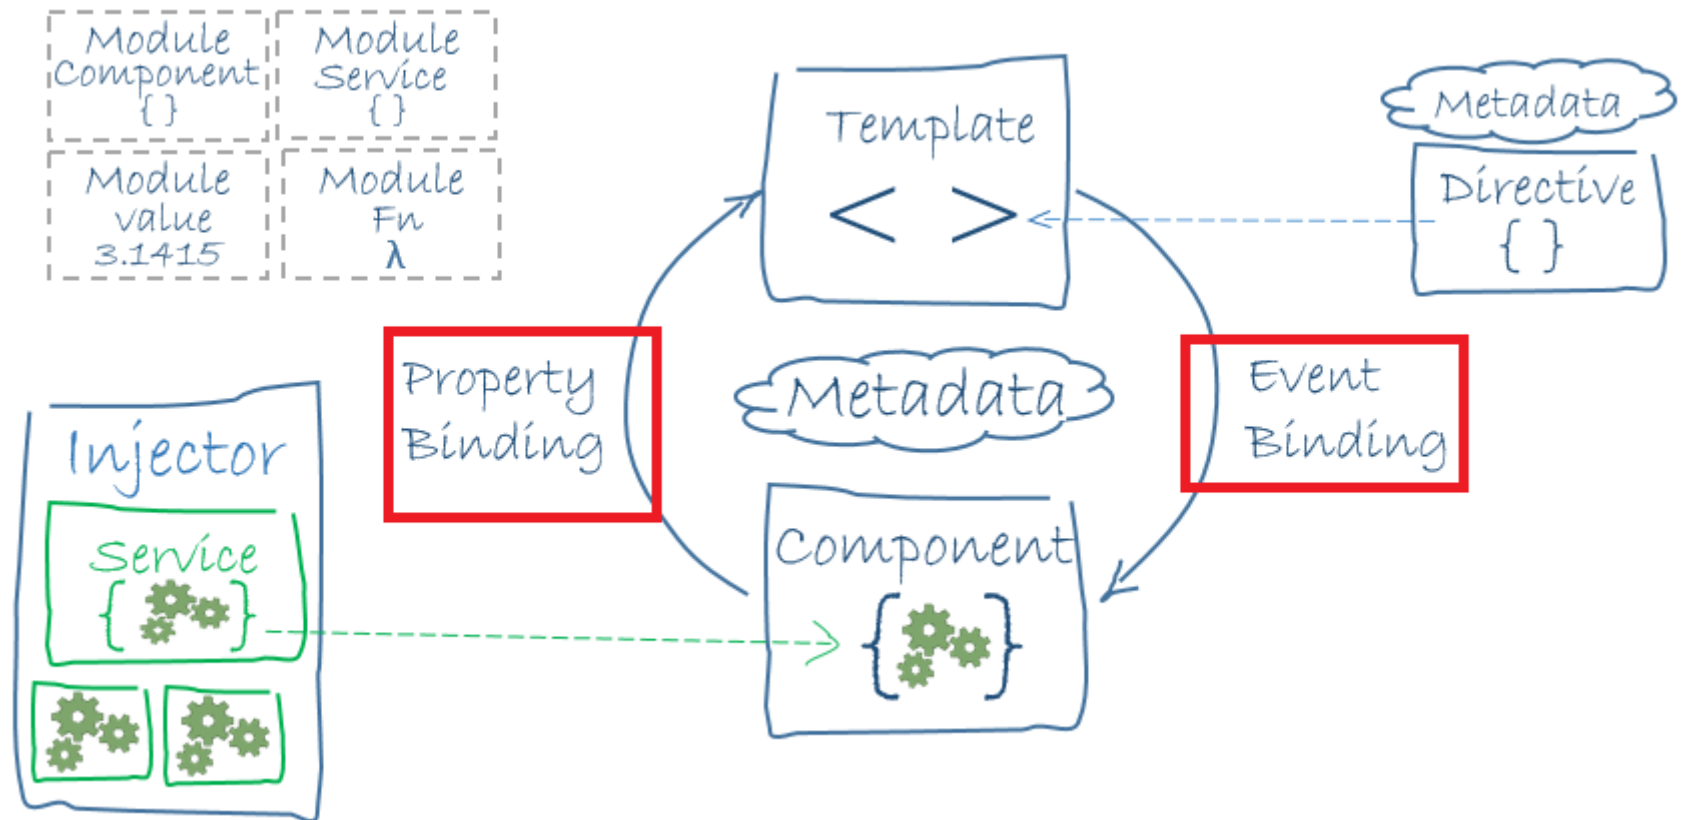 Module
Component
{ }
Module
Service
{ }
Module
value
3.1415
Module
Fn
λ
Template
< >
Metadata
Directive
{ }
Property
Binding
Metadata
Event
Binding
Injector
Service
{ }
Component
{ }